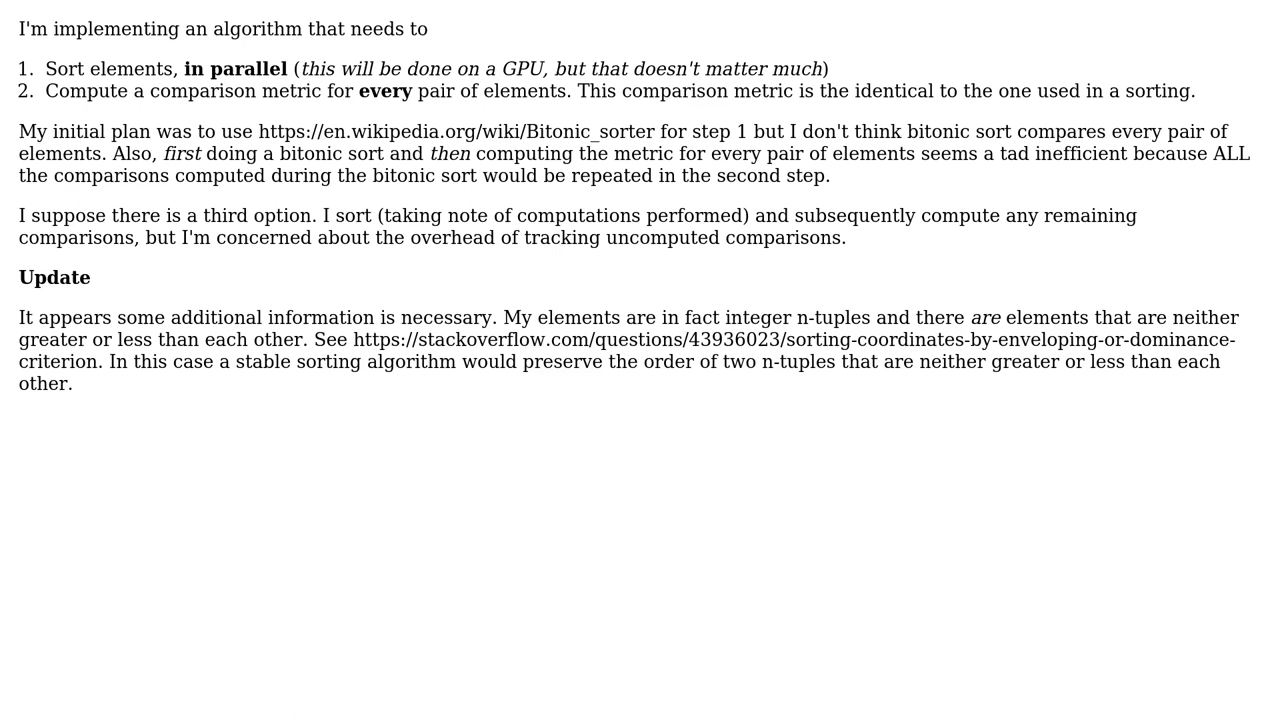 I'm implementing an algorithm that needs to
1. Sort elements, in parallel (this will be done on a GPU, but that doesn't matter much)
2. Compute a comparison metric for every pair of elements. This comparison metric is the identical to the one used in a sorting.
My initial plan was to use https://en.wikipedia.org/wiki/Bitonic_sorter for step 1 but I don't think bitonic sort compares every pair of
elements. Also, first doing a bitonic sort and then computing the metric for every pair of elements seems a tad inefficient because ALL
the comparisons computed during the bitonic sort would be repeated in the second step.
I suppose there is a third option. I sort (taking note of computations performed) and subsequently compute any remaining
comparisons, but I'm concerned about the overhead of tracking uncomputed comparisons.
Update
It appears some additional information is necessary. My elements are in fact integer n-tuples and there are elements that are neither
greater or less than each other. See https://stackoverflow.com/questions/43936023/sorting-coordinates-by-enveloping-or-dominance-
criterion. In this case a stable sorting algorithm would preserve the order of two n-tuples that are neither greater or less than each
other.